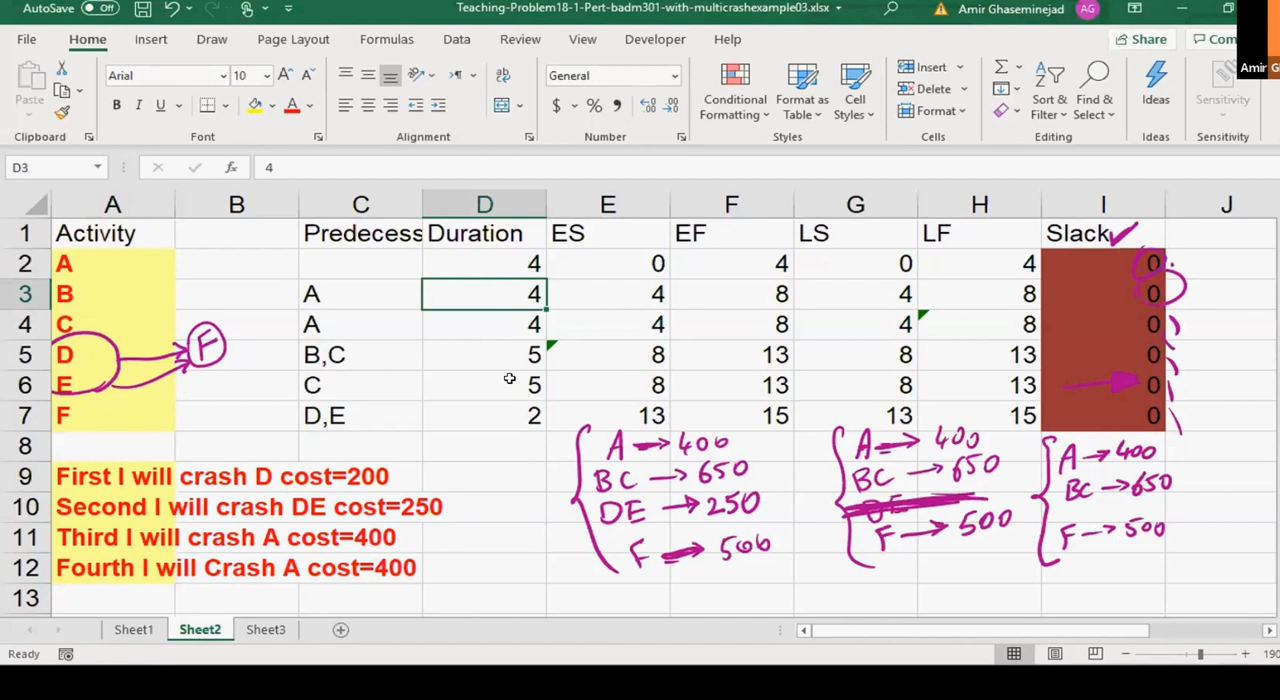 AutoSave Off Teaching-Problem18-1-Pert-badm301-with-multicrashexample03.xlsx Amir Ghaseminejad AG
File Home Insert Draw Page Layout Formulas Data Review View Developer Help Share Com
Amir G
Paste Arial 10 General Conditional Formatting Format as Table Cell Styles Insert Delete Format Sort & Filter Find & Select Ideas Sensitivity
Clipboard Font Alignment Number Styles Cells Editing Ideas Sensitivity
D3 fx 4
A B C D E F G H I J
1 Activity Predecess Duration ES EF LS LF Slack
2 A 4 0 4 0 4 0
3 B A 4 4 8 4 8 0
4 C A 4 4 8 4 8 0
F
5 D B,C 5 8 13 8 13 0
6 E C 5 8 13 8 13 0
7 F D,E 2 13 15 13 15 0
8 A → 400 A → 400 A → 400
9 First I will crash D cost=200 BC → 650 BC → 650 BC → 650
10 Second I will crash DE cost=250 DE → 250 DE
11 Third I will crash A cost=400 F → 500 F → 500 F → 500
12 Fourth I will Crash A cost=400
13
Sheet1 Sheet2 Sheet3
Ready 190